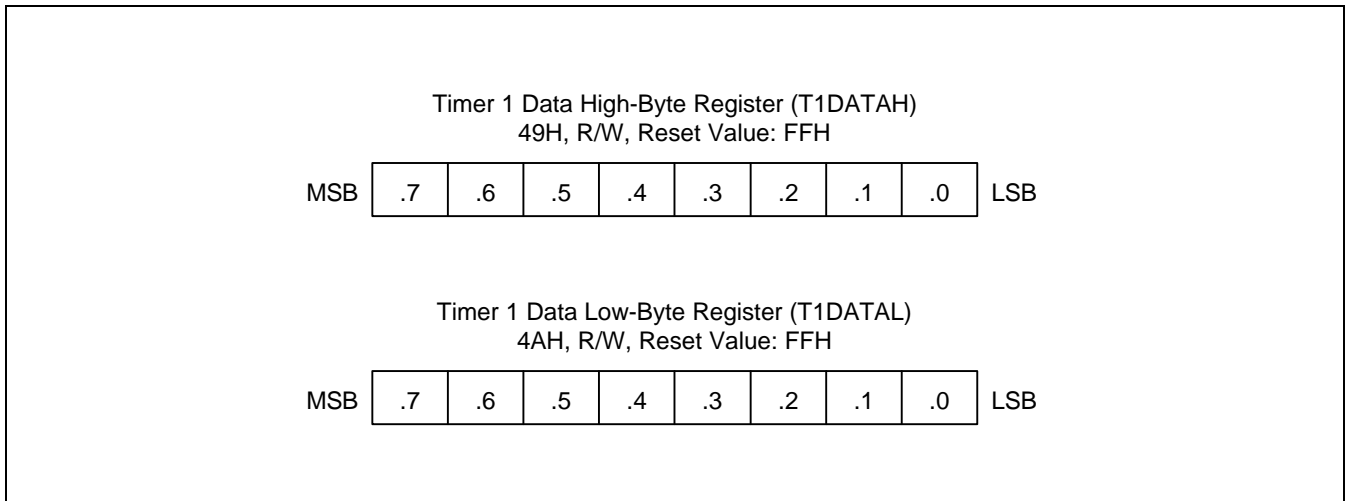 Timer 1 Data High-Byte Register (T1DATAH)
49H, R/W, Reset Value: FFH
MSB .7 .6 .5 .4 .3 .2 .1 .0 LSB
Timer 1 Data Low-Byte Register (T1DATAL)
4AH, R/W, Reset Value: FFH
MSB .7 .6 .5 .4 .3 .2 .1 .0 LSB